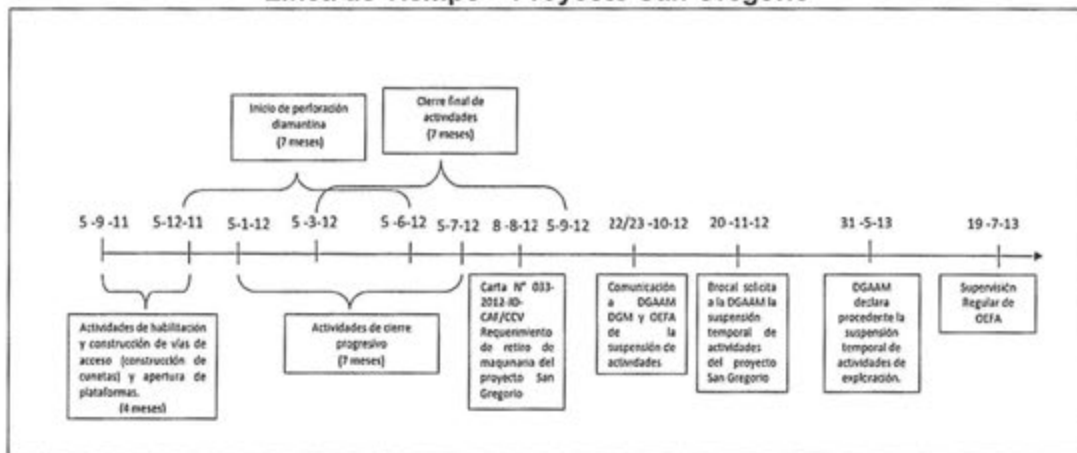 Línea de Tiempo - Proyecto San Gregorio
Inicio de perforación
diamantina
(7 meses)
Cierre final de
actividades
(7 meses)
5 -9 -11
5-12-11
5-1-12
5 -3-12
5 -6-12
5-7-12
8 -8-12
5-9-12
22/23 -10-12
20 -11-12
31 -5-13
19 -7-13
Actividades de habilitación
y construcción de vías de
acceso (construcción de
cunetas) y apertura de
plataformas.
(4 meses)
Actividades de cierre
progresivo
(7 meses)
Carta N° 033-
2012-JD-
CAF/CCV
Requerimiento
de retiro de
maquinaria del
proyecto San
Gregorio
Comunicación
a DGAAM
DGM y OEFA
de la
suspensión de
actividades
Brocal solicita
a la DGAAM la
suspensión
temporal de
actividades
del proyecto
San Gregorio
DGAAM
declara
procedente la
suspensión
temporal de
actividades de
exploración.
Supervisión
Regular de
OEFA